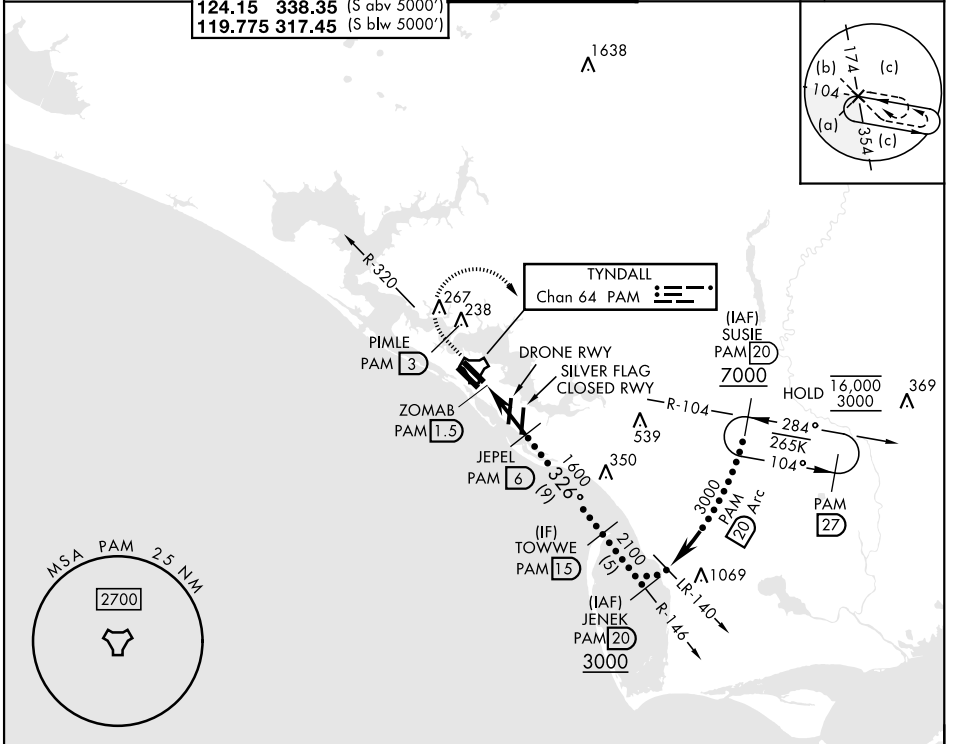 124.15 338.35 (S abv 5000')
119.775 317.45 (S blw 5000')
1638
174
(b)
(c)
104
(a)
354
(c)
R-320
TYNDALL
Chan 64 PAM
267
238
PIMLE
PAM 3
DRONE RWY
SILVER FLAG
CLOSED RWY
(IAF)
SUSIE
PAM 20
7000
HOLD
16,000
3000
369
ZOMAB
PAM 1.5
R-104
284°
265K
104°
539
JEPEL
PAM 6
1600
326°
(9)
350
3000
PAM
20 Arc
PAM
27
(IF)
TOWWE
PAM 15
2100
(5)
1069
LR-140
R-146
(IAF)
JENEK
PAM 20
3000
MSA PAM 25 NM
2700